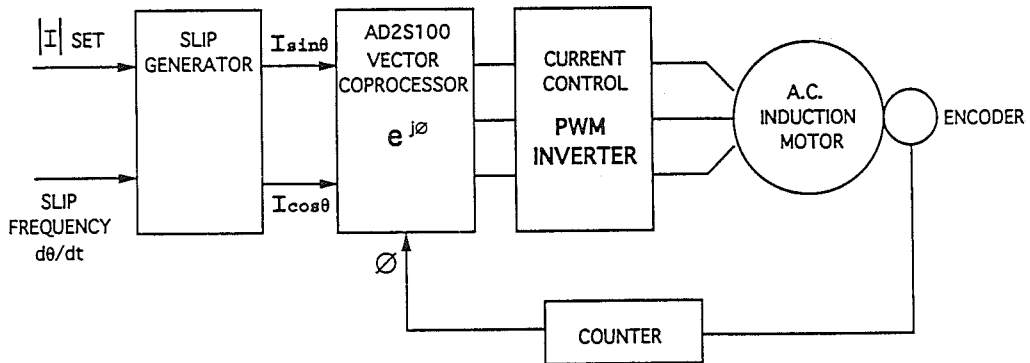 |I| SET
SLIP
GENERATOR
Isinθ
AD2S100
VECTOR
COPROCESSOR
e^jø
CURRENT
CONTROL
PWM
INVERTER
A.C.
INDUCTION
MOTOR
ENCODER
SLIP
FREQUENCY
dθ/dt
Icosθ
Ø
COUNTER